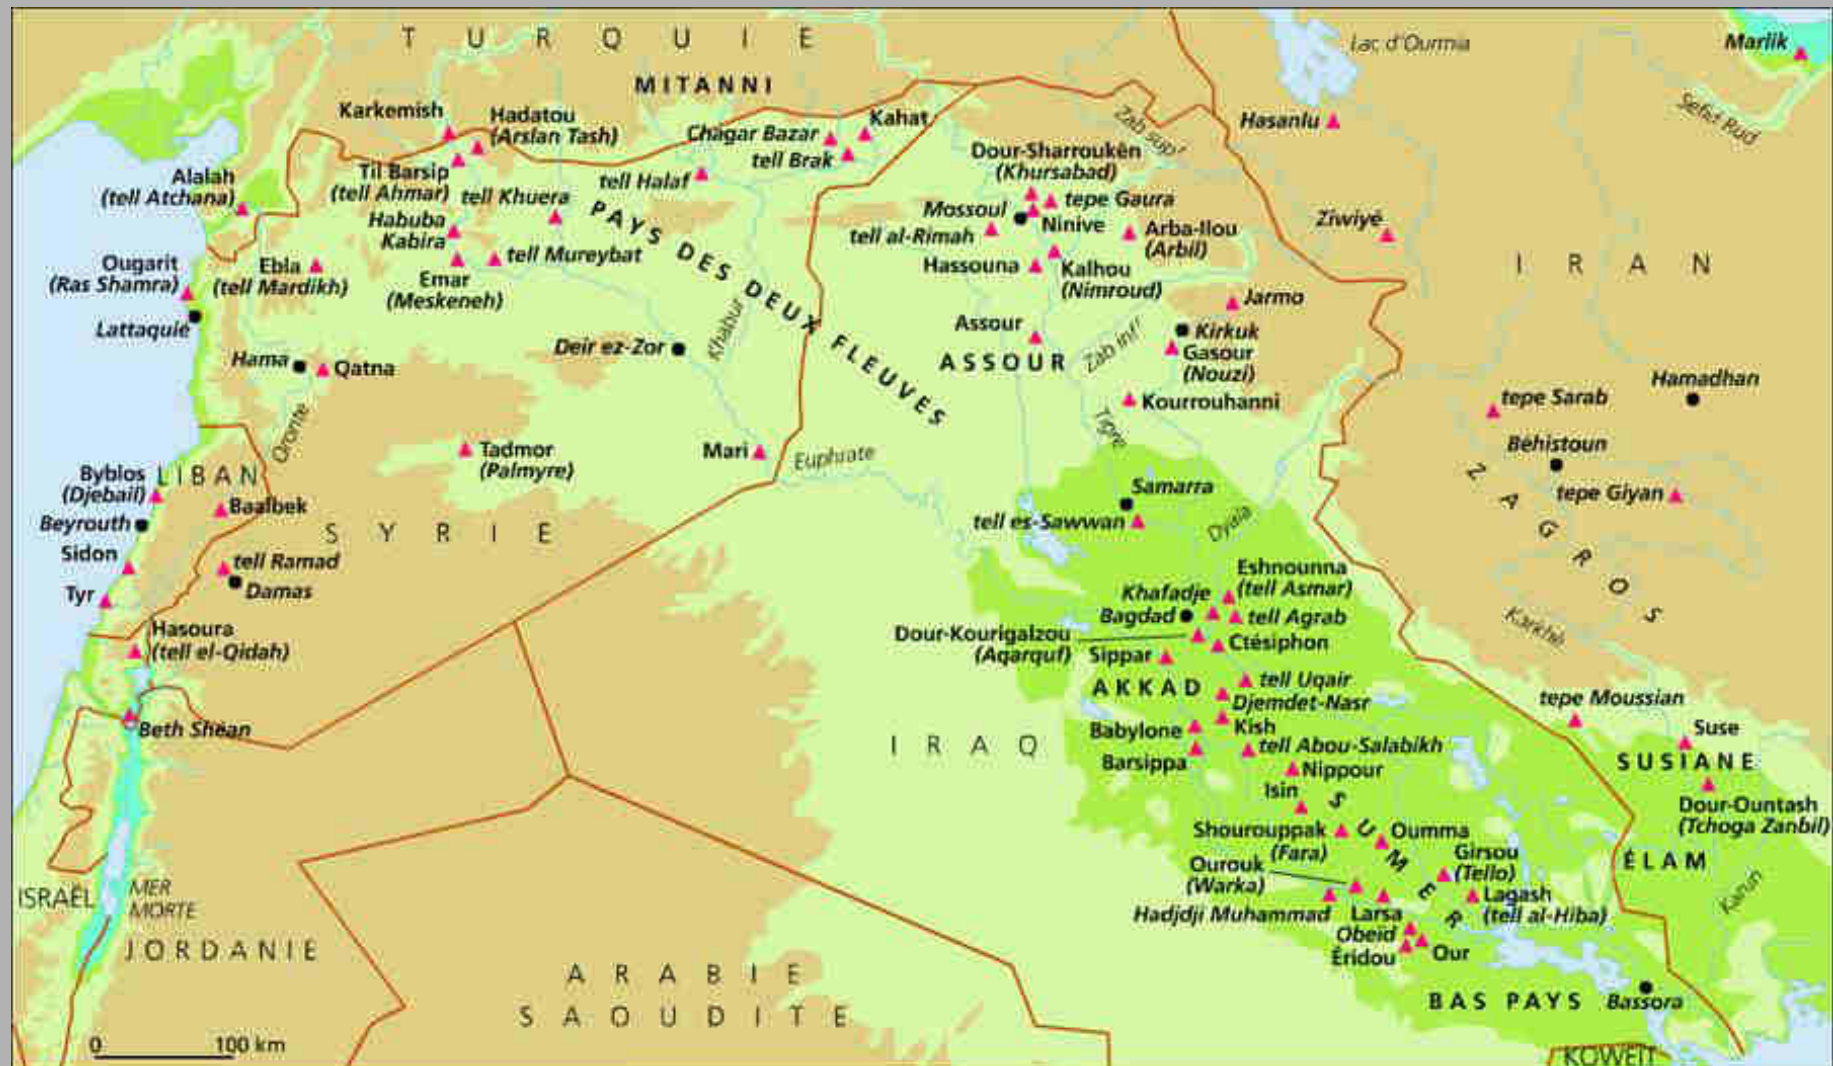 TURQUIE
MITANNI
Lac d'Ourmia
Marlik
Sefid Rud
Karkemish
Hadatou
(Arslan Tash)
Chagar Bazar
Kahat
tell Brak
Zab supr
Hasanlu
Dour-Sharroukên
(Khursabad)
Alalah
(tell Atchana)
Til Barsip
(tell Ahmar)
tell Khuera
tell Halaf
tepe Gaura
Mossoul
Ninive
tell al-Rimah
Arba-Ilou
(Arbil)
Ziwiyé
Habuba
Kabira
tell Mureybat
PAYS DES DEUX FLEUVES
Hassouna
Kalhou
(Nimroud)
IRAN
Ougarit
(Ras Shamra)
Ebla
(tell Mardikh)
Emar
(Meskeneh)
Lattaquié
Jarmo
Khabur
Assour
ASSOUR
Zab infr
Kirkuk
Gasour
(Nouzi)
Hama
Qatna
Deir ez-Zor
Hamadhan
tepe Sarab
Kourrouhanni
Tigre
Oronte
Tadmor
(Palmyre)
Mari
Euphrate
Béhistoun
ZAGROS
tepe Giyan
Byblos
(Djebail)
LIBAN
Baalbek
Beyrouth
SYRIE
Samarra
tell es-Sawwan
Dyala
Sidon
tell Ramad
Damas
Tyr
Eshnounna
(tell Asmar)
Khafadje
Bagdad
tell Agrab
Karkhè
Hasoura
(tell el-Qidah)
Dour-Kourigalzou
(Aqarquf)
Ctésiphon
Sippar
AKKAD
tell Uqair
Djemdet-Nasr
tepe Moussian
Beth Shéan
IRAQ
Babylone
Kish
Suse
Barsippa
tell Abou-Salabikh
SUSIANE
Nippour
Isin
SUMER
Dour-Ountash
(Tchoga Zanbil)
Shourouppak
(Fara)
Oumma
Girsou
(Tello)
ÉLAM
Ourouk
(Warka)
Lagash
(tell al-Hiba)
Karun
ISRAËL
MER
MORTE
Hadjdji Muhammad
Larsa
Obeïd
Éridou
Our
JORDANIE
ARABIE
SAOUDITE
BAS PAYS
Bassora
0 100 km
KOWEIT